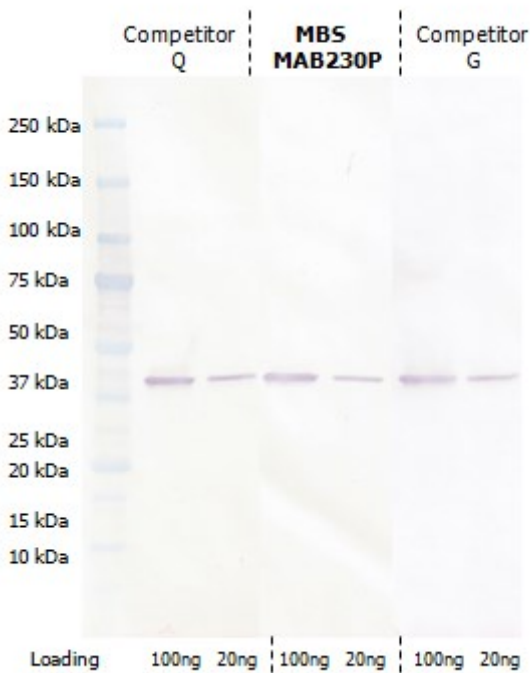 Competitor Q
MBS MAB230P
Competitor G
250 kDa
150 kDa
100 kDa
75 kDa
50 kDa
37 kDa
25 kDa
20 kDa
15 kDa
10 kDa
Loading 100ng 20ng 100ng 20ng 100ng 20ng